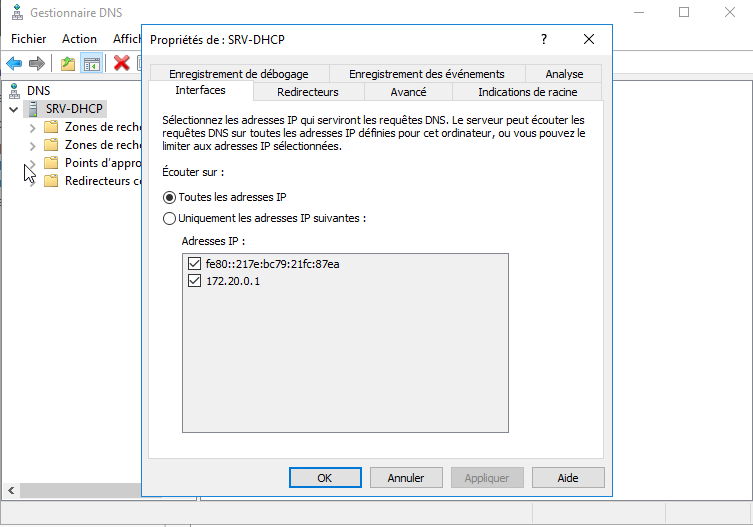 Gestionnaire DNS
Fichier Action
DNS
SRV-DHCP
Zones de
Zones de
Points
Redirecteurs
Propriétés de : SRV-DHCP
?
Enregistrement de débogage Enregistrement des événements Analyse
Interfaces Redirecteurs Avancé Indications de racine
Sélectionnez les adresses IP qui serviront les requêtes DNS. Le serveur peut écouter les
requêtes DNS sur toutes les adresses IP définies pour cet ordinateur, ou vous pouvez le
limiter aux adresses IP sélectionnées.
Écouter sur :
Toutes les adresses IP
Uniquement les adresses IP suivantes :
Adresses IP :
fe80::217e:bc79:21fc:87ea
172.20.0.1
OK Annuler Appliquer Aide